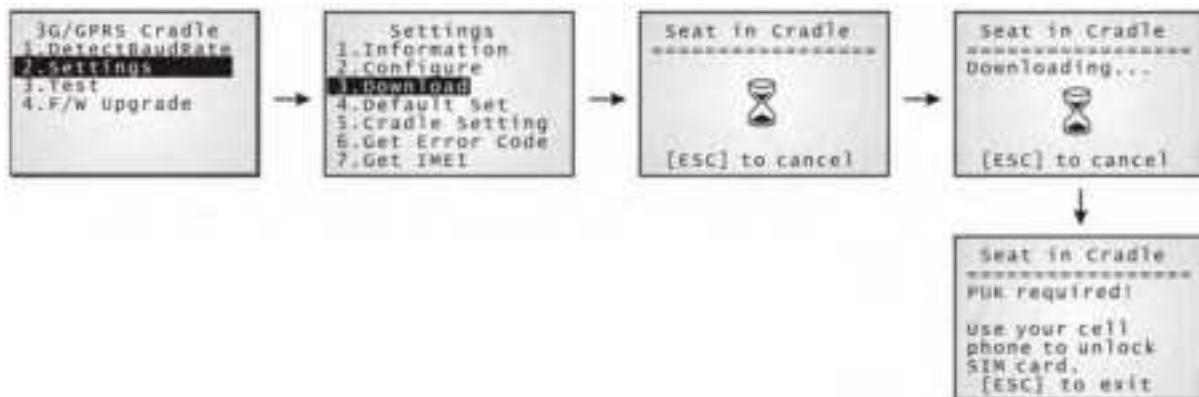 3G/GPRS Cradle
1.DetectBaudRate
2.Settings
3.Test
4.F/W Upgrade
Settings
1.Information
2.Configure
3.Download
4.Default Set
5.Cradle Setting
6.Get Error Code
7.Get IMEI
Seat in Cradle
==================
[ESC] to cancel
Seat in Cradle
==================
Downloading...
[ESC] to cancel
Seat in Cradle
==================
PUK required!
Use your cell
phone to unlock
SIM card.
[ESC] to exit